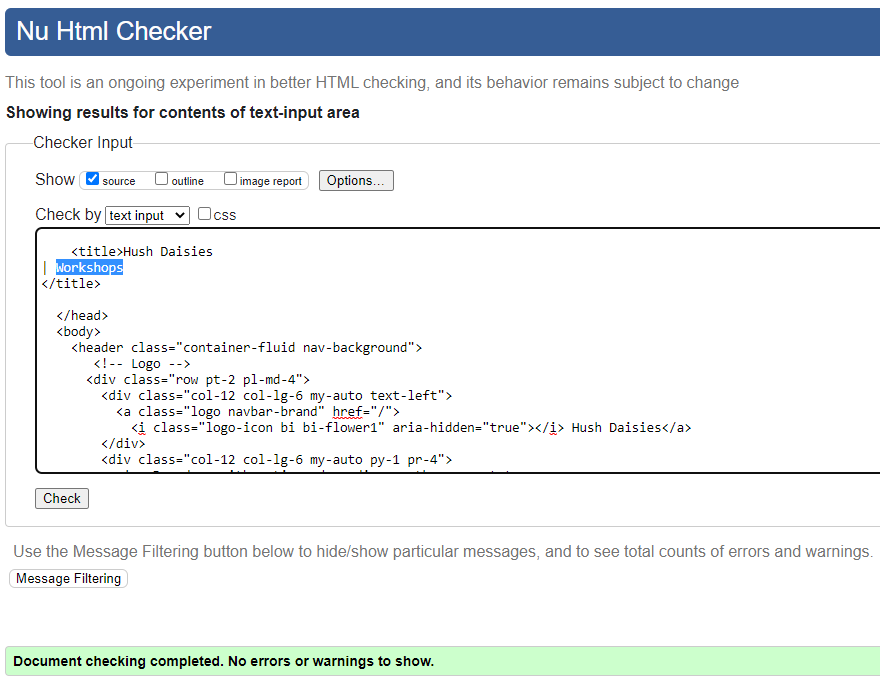 Nu Html Checker
This tool is an ongoing experiment in better HTML checking, and its behavior remains subject to change
Showing results for contents of text-input area
Checker Input
Show source outline image report Options...
Check by text input css
<title>Hush Daisies
| Workshops
</title>
</head>
<body>
<header class="container-fluid nav-background">
<!-- Logo -->
<div class="row pt-2 pl-md-4">
<div class="col-12 col-lg-6 my-auto text-left">
<a class="logo navbar-brand" href="/">
<i class="logo-icon bi bi-flower1" aria-hidden="true"></i> Hush Daisies</a>
</div>
<div class="col-12 col-lg-6 my-auto py-1 pr-4">
Check
Use the Message Filtering button below to hide/show particular messages, and to see total counts of errors and warnings.
Message Filtering
Document checking completed. No errors or warnings to show.